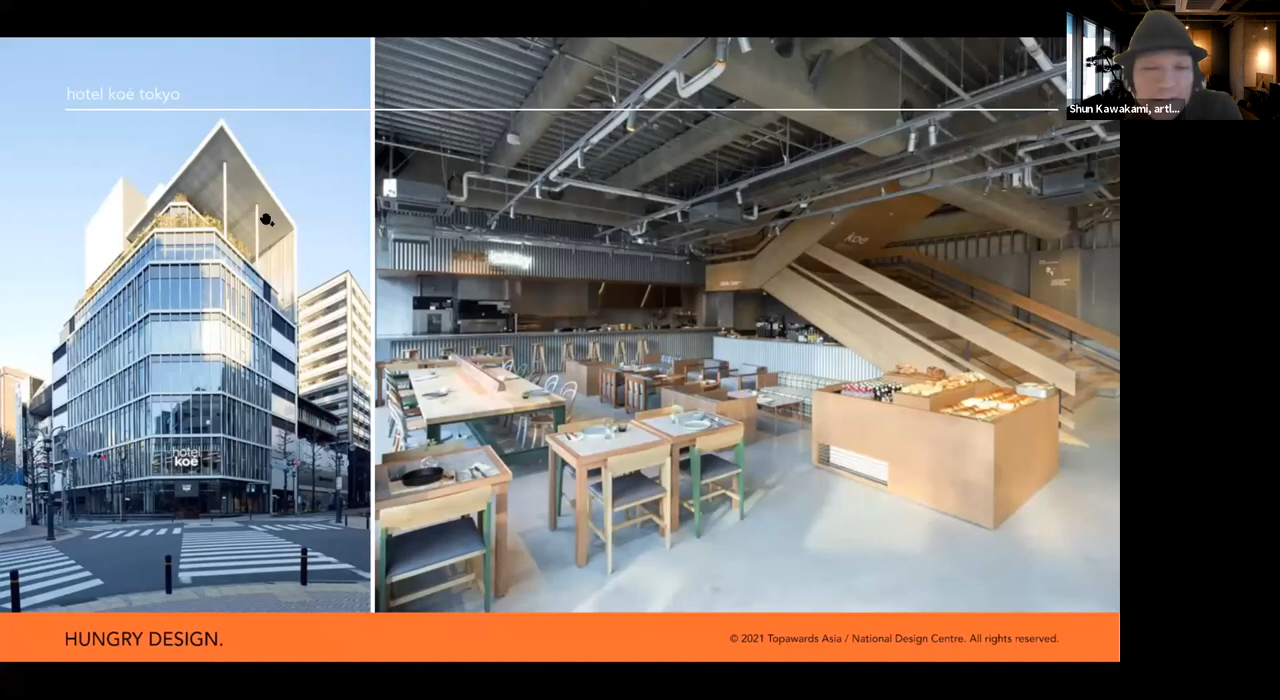 hotel koé tokyo
Shun Kawakami, artl...
hotel
koé
koé
HUNGRY DESIGN.
© 2021 Topawards Asia / National Design Centre. All rights reserved.